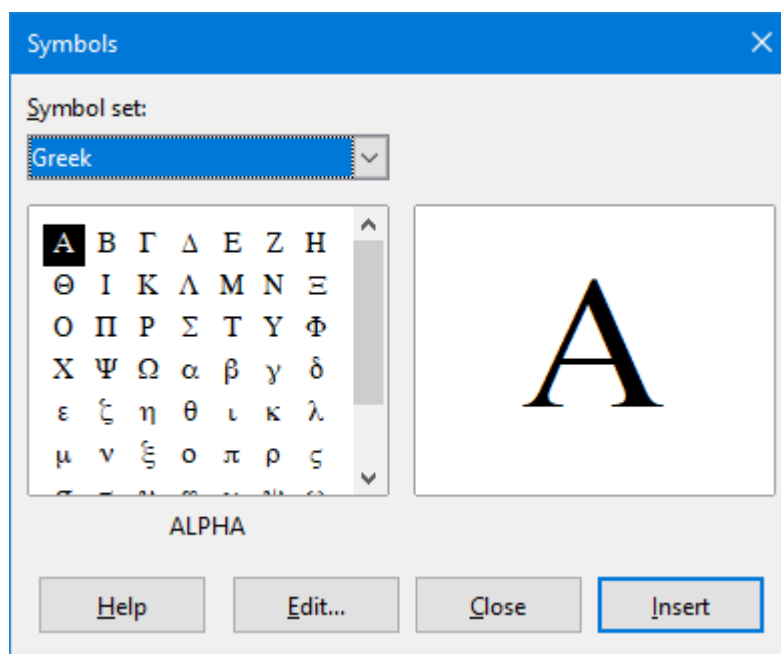 Symbols
Symbol set:
Greek
Α Β Γ Δ Ε Ζ Η
Θ Ι Κ Λ Μ Ν Ξ
Ο Π Ρ Σ Τ Υ Φ
Χ Ψ Ω α β γ δ
ε ζ η θ ι κ λ
μ ν ξ ο π ρ ς
Α
ALPHA
Help Edit... Close Insert